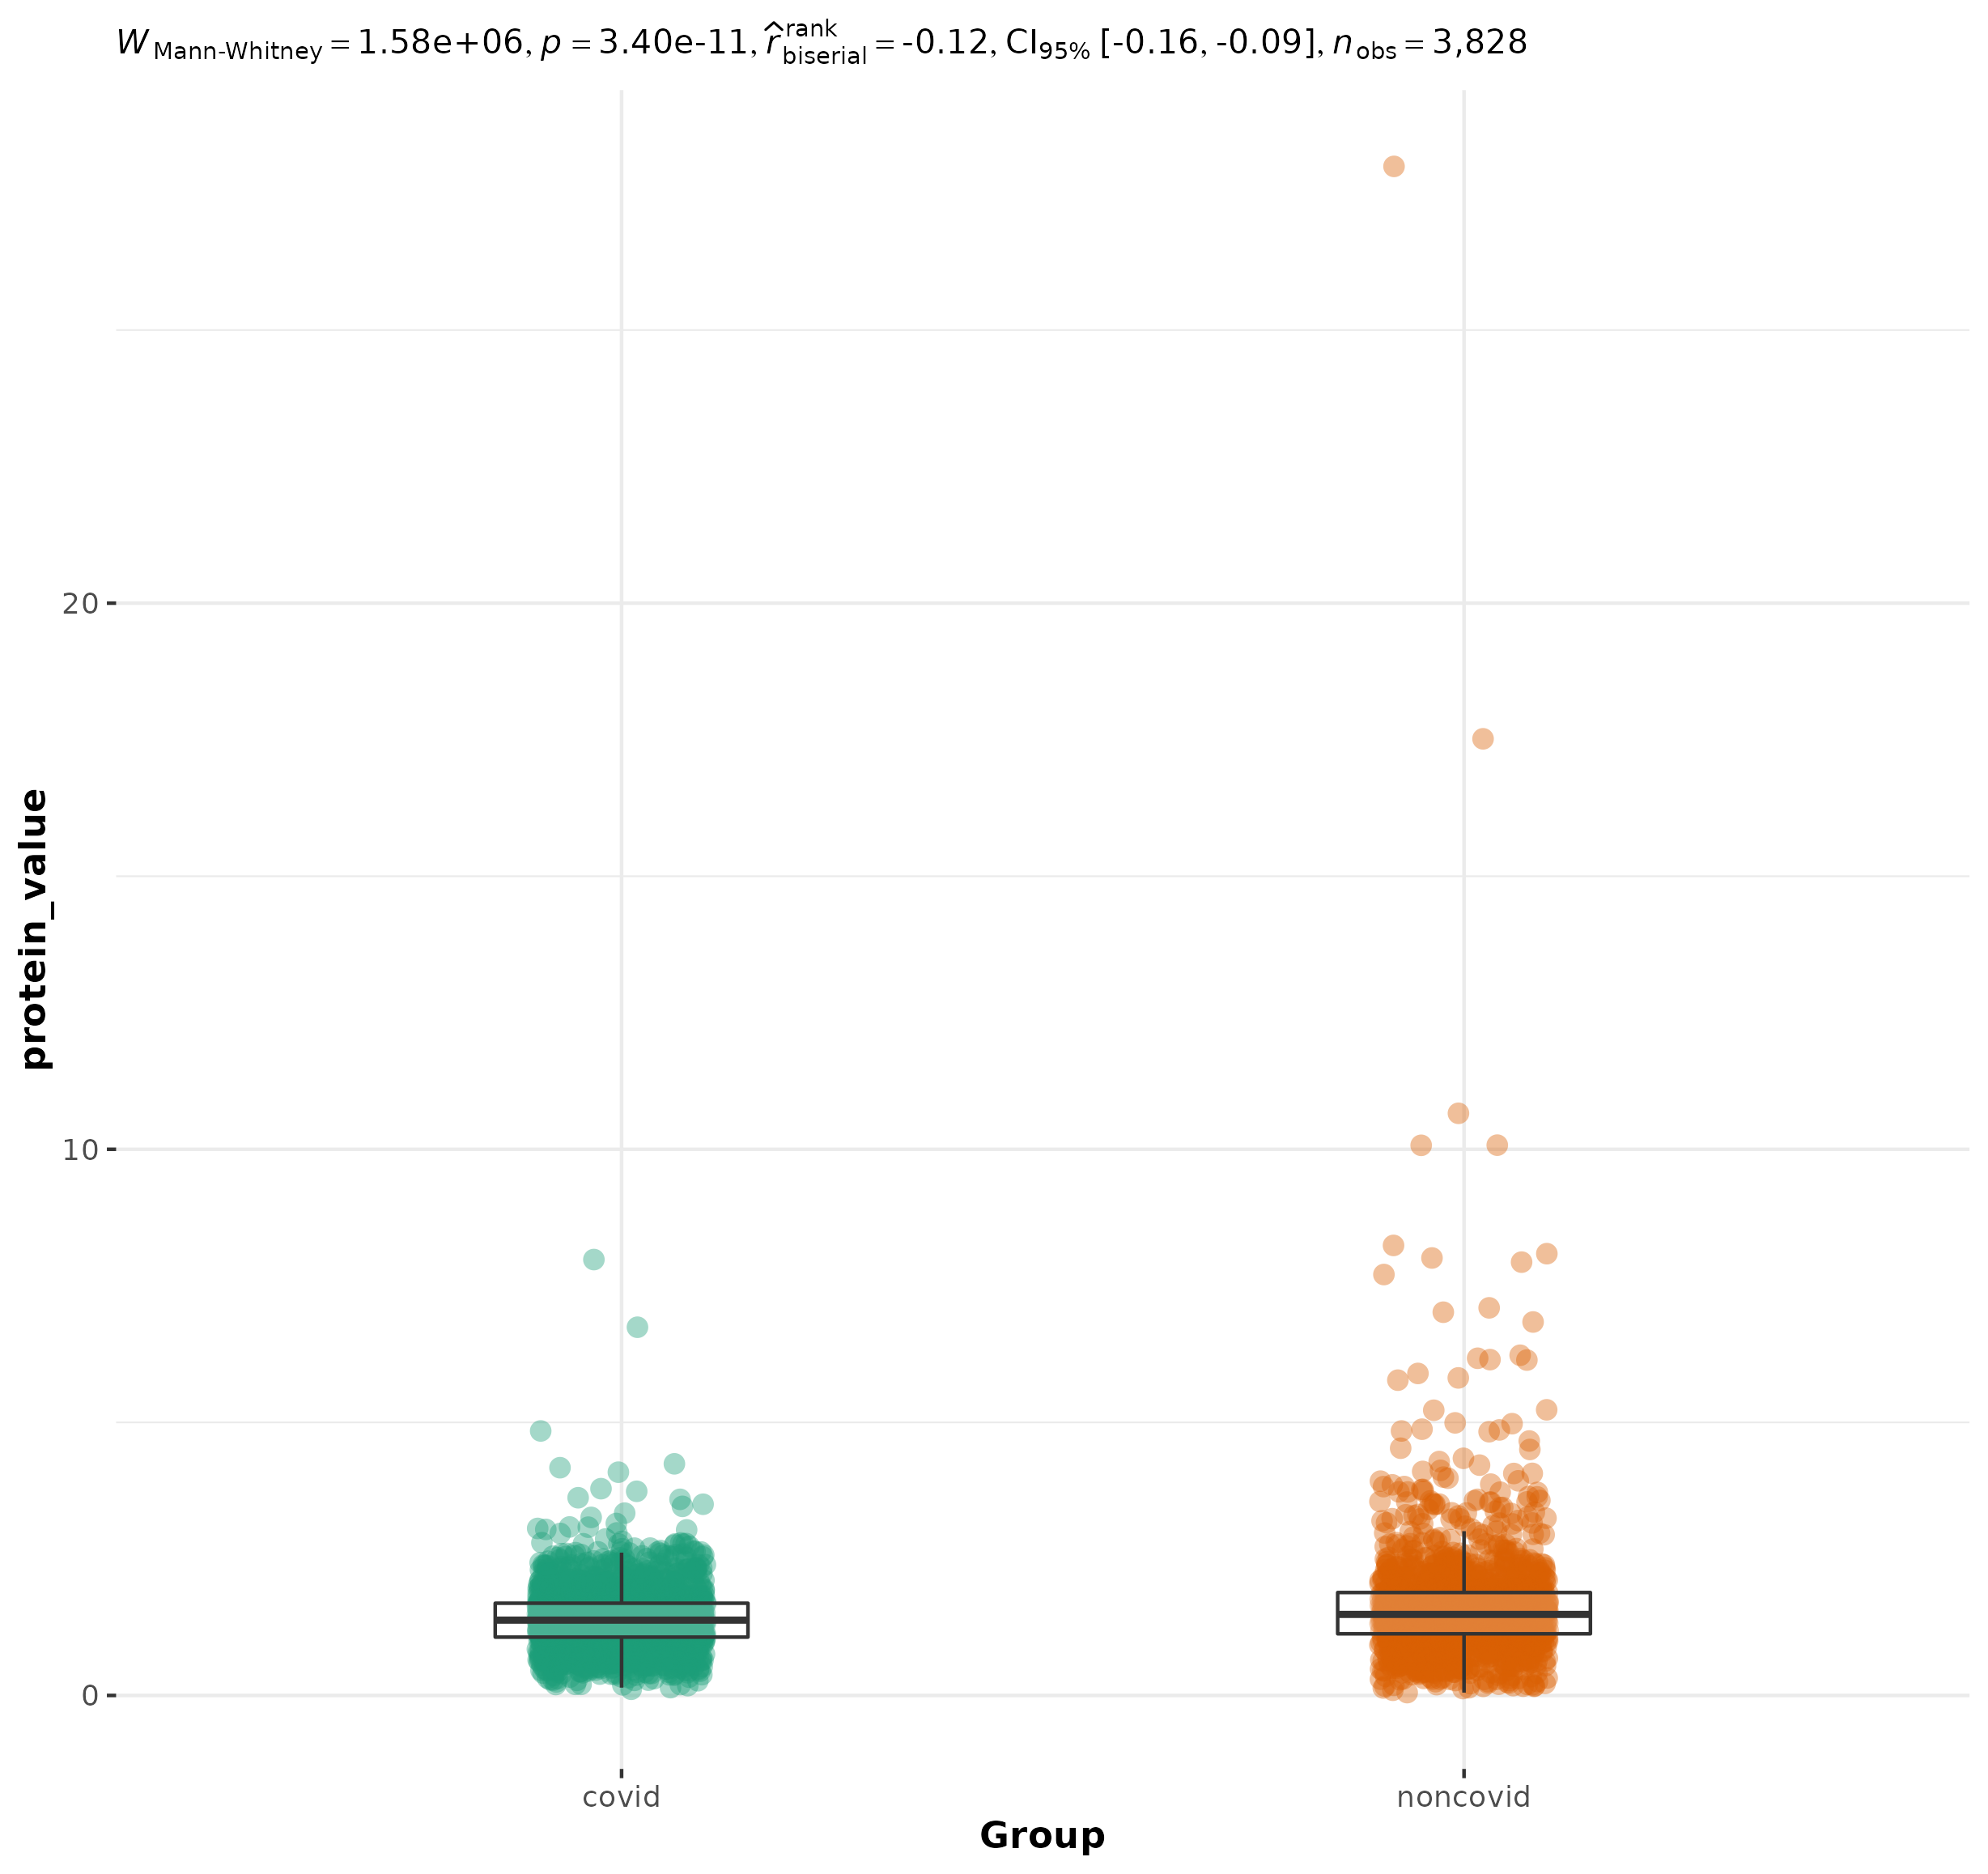 W Mann-Whitney = 1.58e+06, p = 3.40e-11, r̂ rank biserial = -0.12, CI95% [-0.16, -0.09], n obs = 3,828
protein_value
20
10
0
covid noncovid
Group